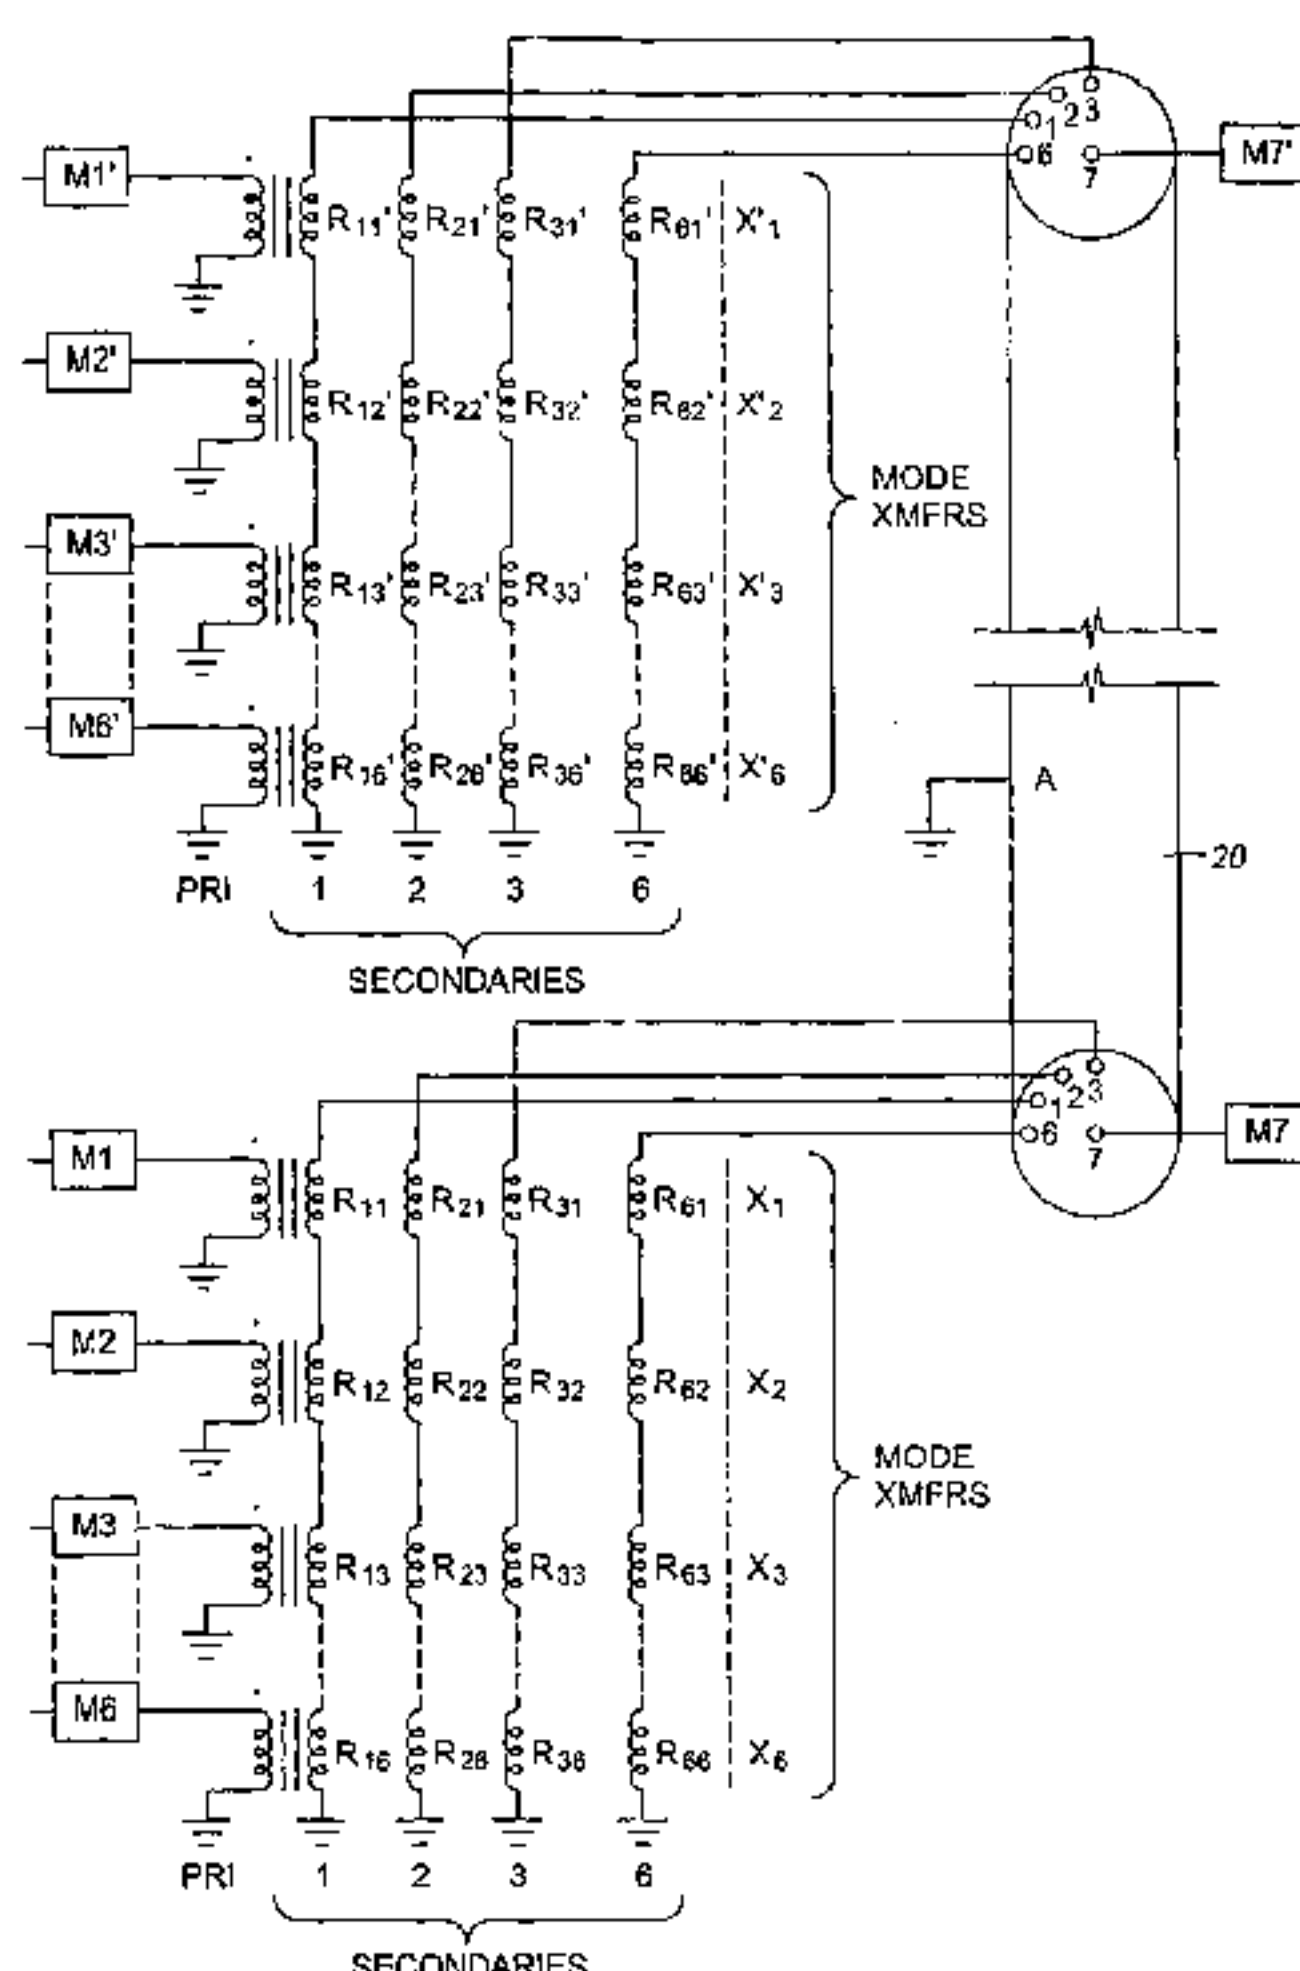 3
2
1
6
7
M7'
M1'
R11' R21' R31' R61' X'1
M2'
R12' R22' R32' R62' X'2
MODE
XMFRS
M3'
R13' R23' R33' R63' X'3
M6'
R16' R26' R36' R66' X'6
A
20
PRI 1 2 3 6
SECONDARIES
3
2
1
6
7
M7
M1
R11 R21 R31 R61 X1
M2
R12 R22 R32 R62 X2
MODE
XMFRS
M3
R13 R23 R33 R63 X3
M6
R16 R26 R36 R66 X6
PRI 1 2 3 6
SECONDARIES